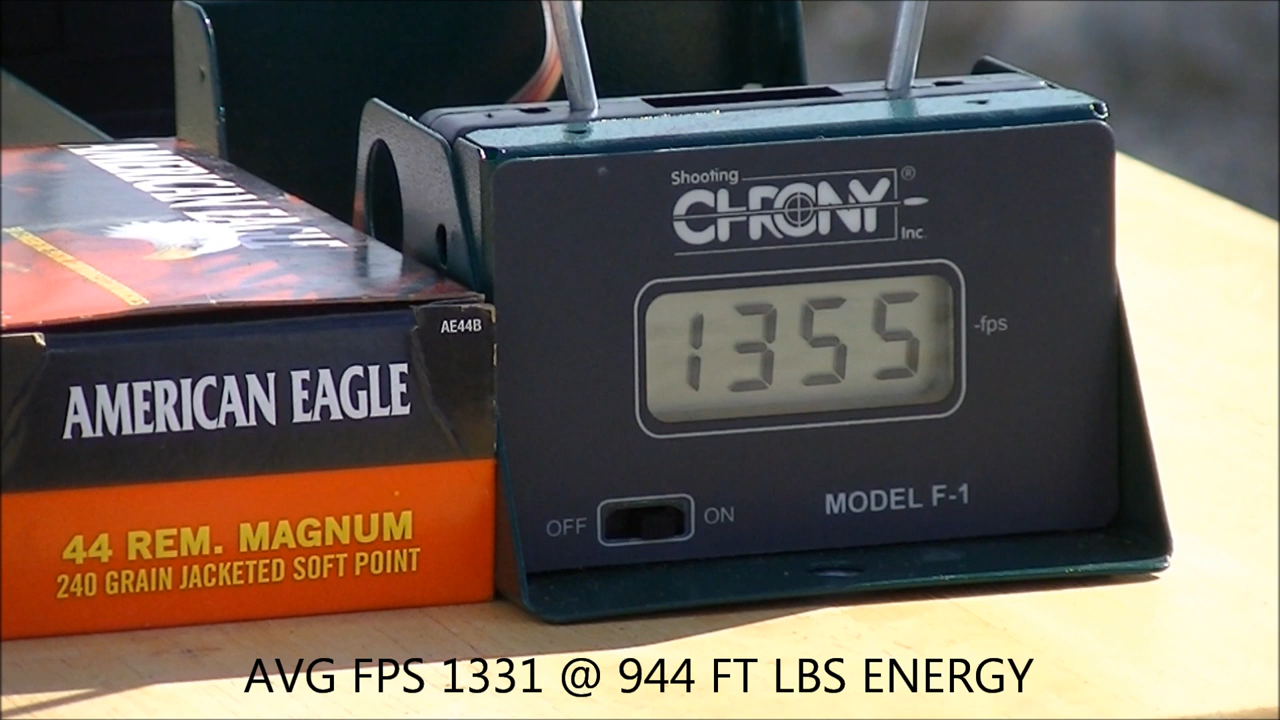 AMERICAN EAGLE
AE44B
AMERICAN EAGLE
44 REM. MAGNUM
240 GRAIN JACKETED SOFT POINT
Shooting
CHRONY®
Inc.
1355
-fps
OFF
ON
MODEL F-1
AVG FPS 1331 @ 944 FT LBS ENERGY